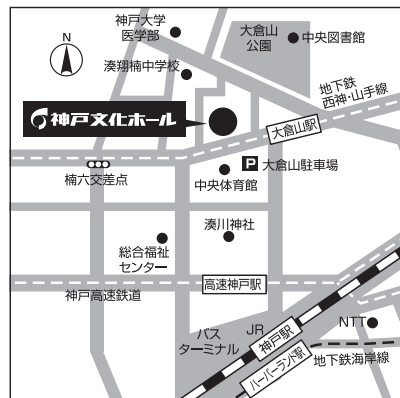 神戸大学
医学部
大倉山
公園
中央図書館
N
湊翔楠中学校
地下鉄
西神・山手線
神戸文化ホール
大倉山駅
P
大倉山駐車場
楠六交差点
中央体育館
湊川神社
総合福祉
センター
高速神戸駅
神戸高速鉄道
バス
ターミナル
JR
神戸駅
NTT
ハーバーランド駅
地下鉄海岸線